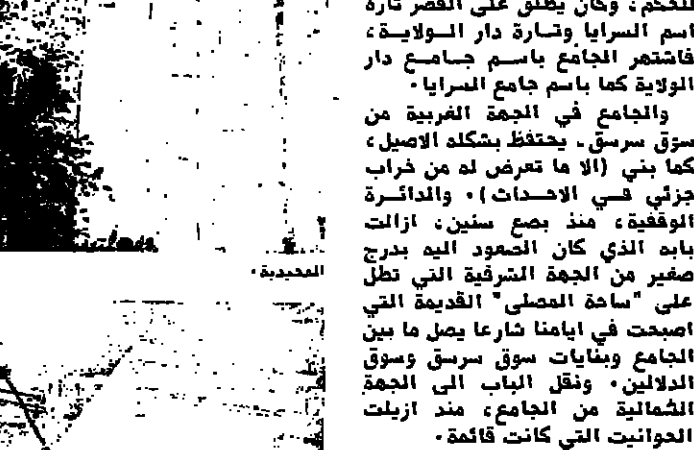 للحكم، وكان يطلق على القصر تارة
اسم السرايا وتـارة دار الـولايـة،
فاشتهر الجامع باسـم جـامـع دار
الولاية كما باسم جامع السرايا.
والجامع في الجهة الغربية من
سوق سرسق. يحتفظ بشكله الاصيل،
كما بني (الا ما تعرض له من خراب
جزئي فـي الاحـداث). والدائـرة
الوقفية، منذ بضع سنين، ازالت
بابه الذي كان الصعود اليه بدرج
صغير من الجهة الشرقية التي تطل
على "ساحة المصلى" القديمة التي
اصبحت في ايامنا شارعا يصل ما بين
الجامع وبنايات سوق سرسق وسوق
الدلالين. ونقل الباب الى الجهة
الشمالية من الجامع، منذ ازيلت
الحوانيت التي كانت قائمة.
المجيدية.